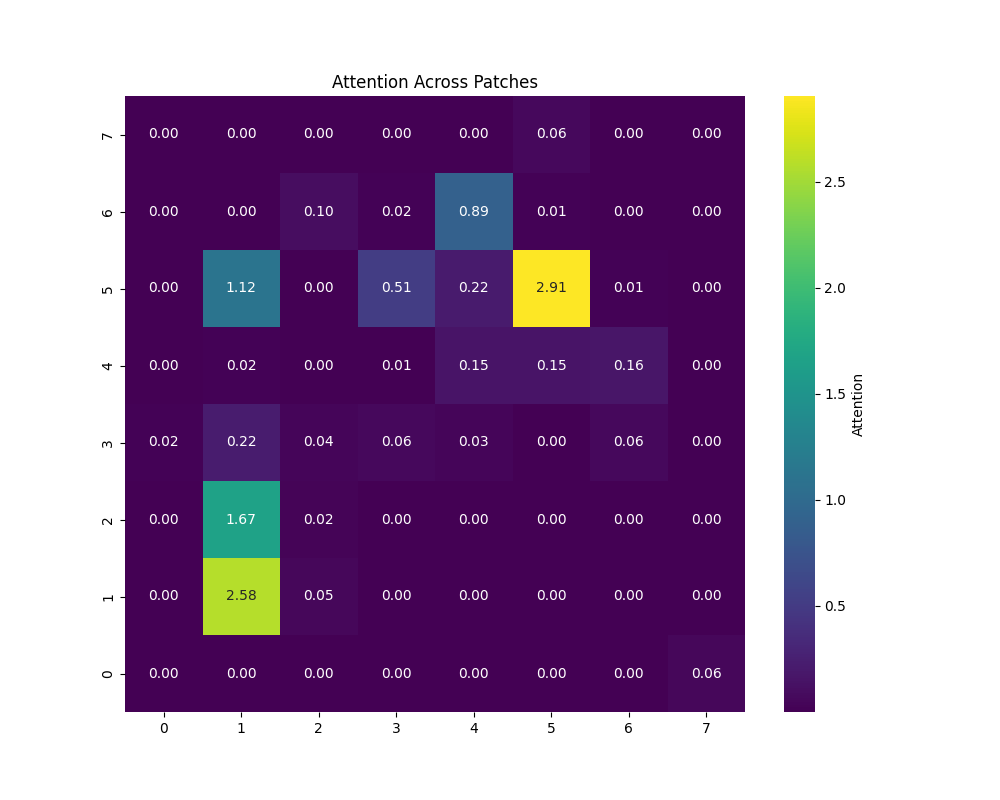 Attention Across Patches
7 0.00 0.00 0.00 0.00 0.00 0.06 0.00 0.00
6 0.00 0.00 0.10 0.02 0.89 0.01 0.00 0.00
5 0.00 1.12 0.00 0.51 0.22 2.91 0.01 0.00
4 0.00 0.02 0.00 0.01 0.15 0.15 0.16 0.00
3 0.02 0.22 0.04 0.06 0.03 0.00 0.06 0.00
2 0.00 1.67 0.02 0.00 0.00 0.00 0.00 0.00
1 0.00 2.58 0.05 0.00 0.00 0.00 0.00 0.00
0 0.00 0.00 0.00 0.00 0.00 0.00 0.00 0.06
0 1 2 3 4 5 6 7
2.5
2.0
1.5
1.0
0.5
Attention